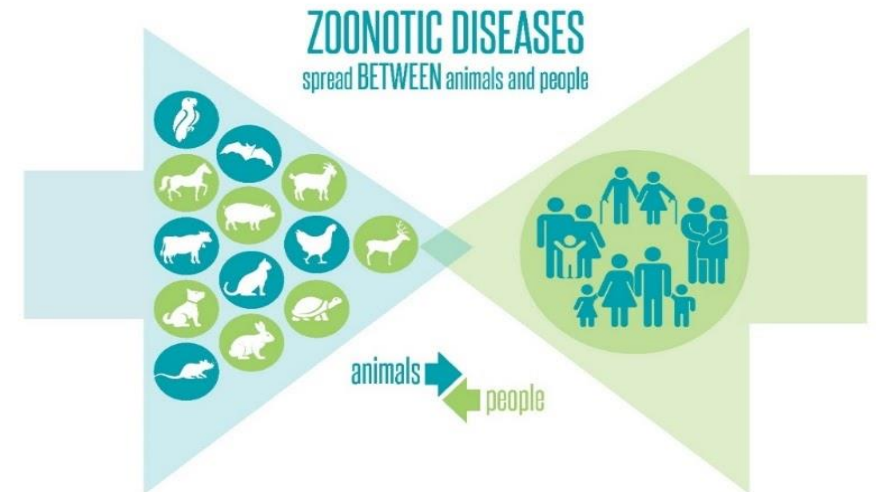 ZOONOTIC DISEASES
spread BETWEEN animals and people
animals
people